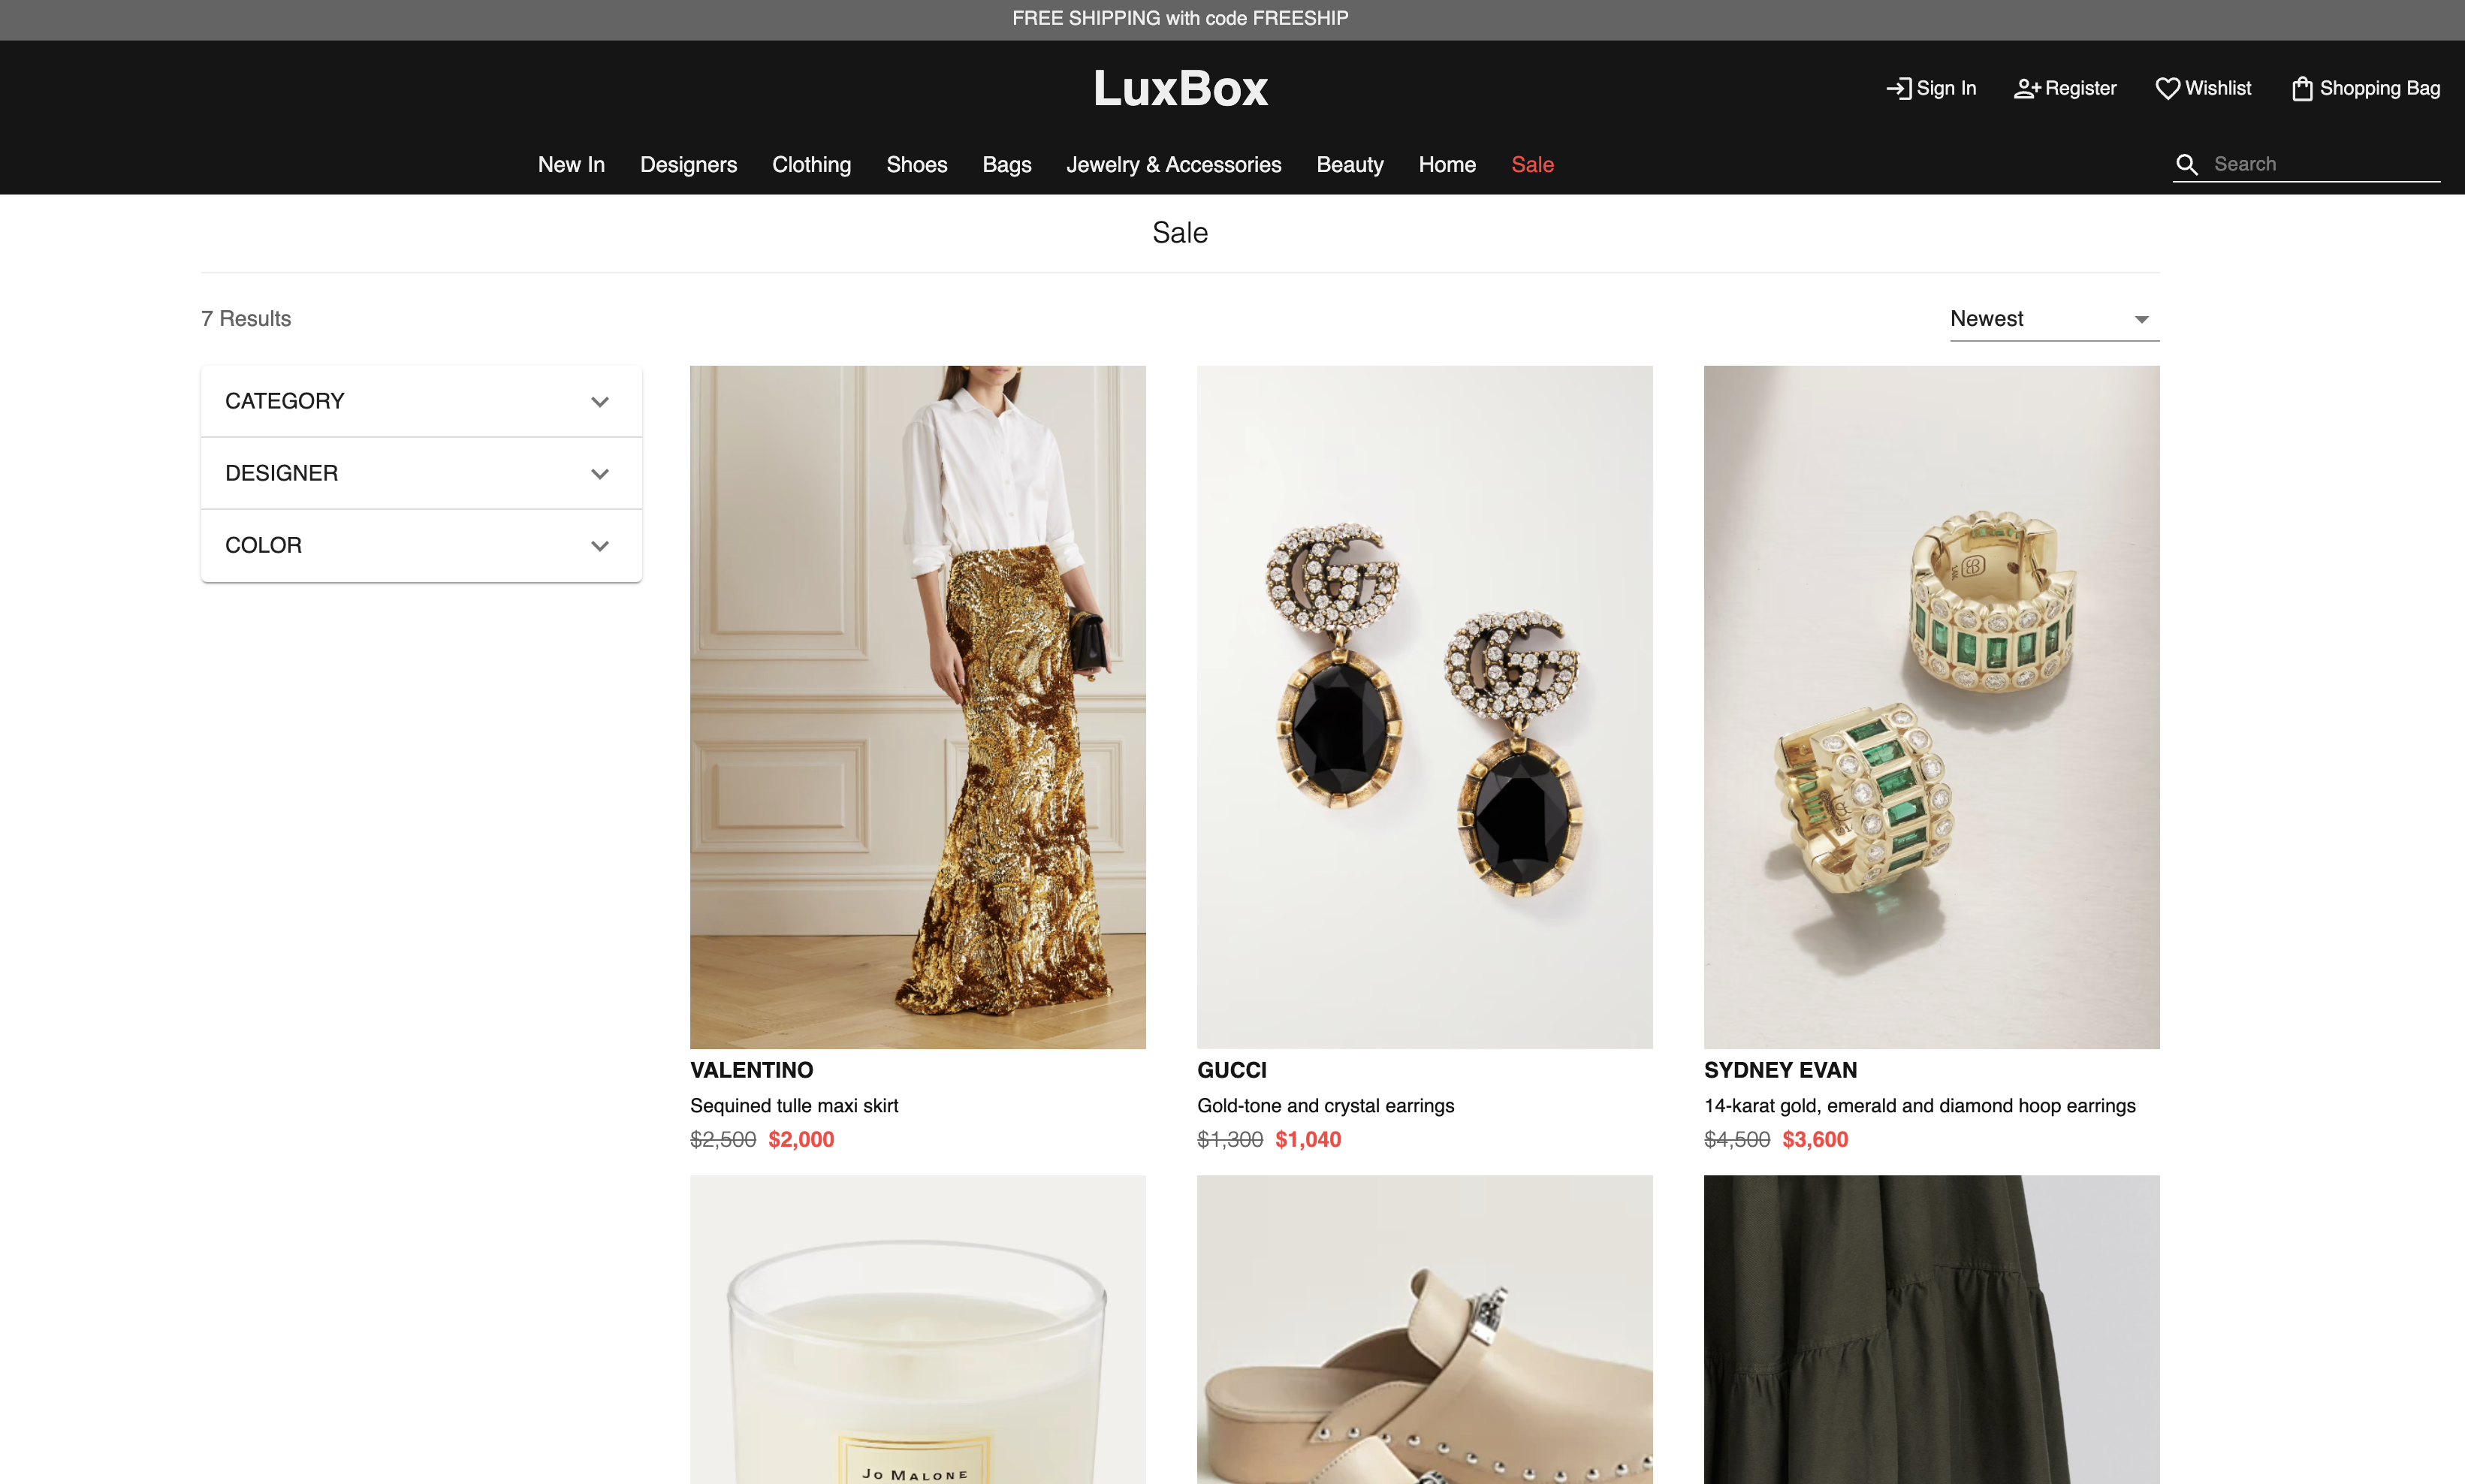 FREE SHIPPING with code FREESHIP
LuxBox
Sign In
Register
Wishlist
Shopping Bag
New In
Designers
Clothing
Shoes
Bags
Jewelry & Accessories
Beauty
Home
Sale
Search
Sale
7 Results
Newest
CATEGORY
DESIGNER
COLOR
VALENTINO
Sequined tulle maxi skirt
$2,500 $2,000
GUCCI
Gold-tone and crystal earrings
$1,300 $1,040
SYDNEY EVAN
14-karat gold, emerald and diamond hoop earrings
$4,500 $3,600
JO MALONE